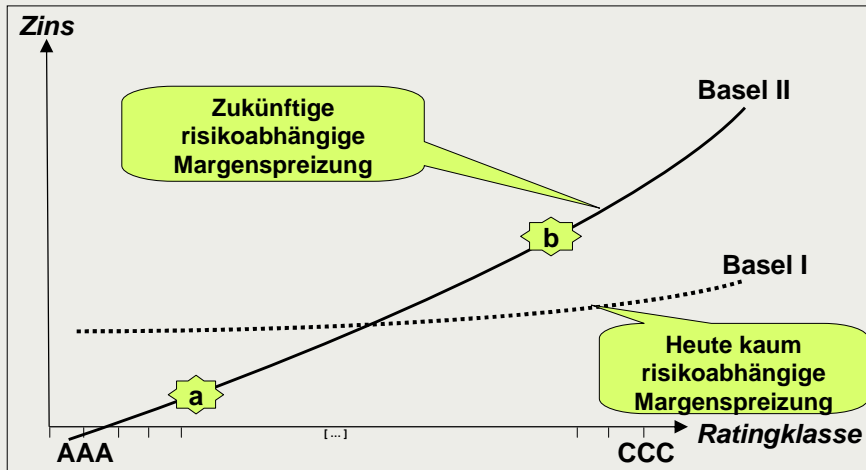 Zins
Zukünftige
risikoabhängige
Margenspreizung
Basel II
b
Basel I
a
Heute kaum
risikoabhängige
Margenspreizung
[ ... ]
AAA
CCC
Ratingklasse